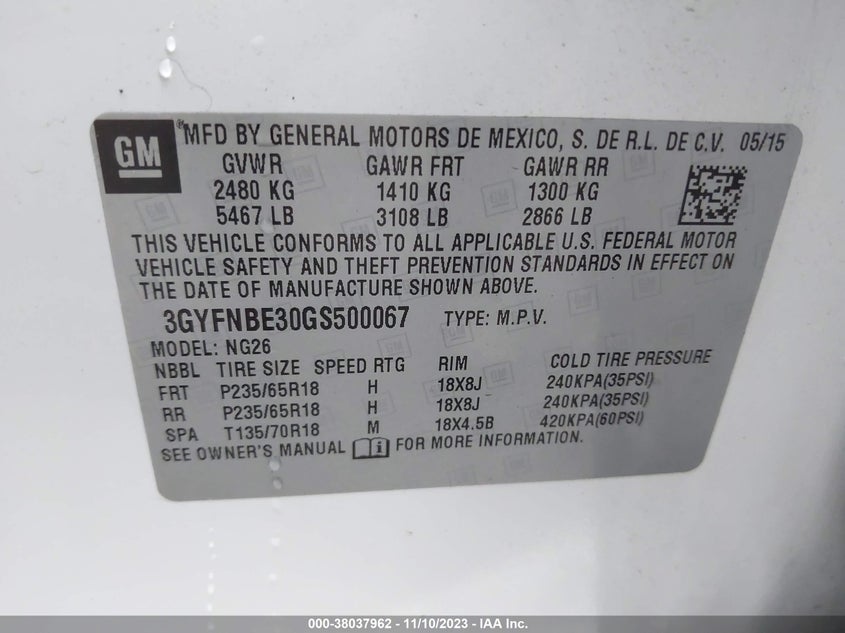 GM ® MFD BY GENERAL MOTORS DE MEXICO, S. DE R.L. DE C.V. 05/15
GVWR GAWR FRT GAWR RR
2480 KG 1410 KG 1300 KG
5467 LB 3108 LB 2866 LB
THIS VEHICLE CONFORMS TO ALL APPLICABLE U.S. FEDERAL MOTOR
VEHICLE SAFETY AND THEFT PREVENTION STANDARDS IN EFFECT ON
THE DATE OF MANUFACTURE SHOWN ABOVE.
3GYFNBE30GS500067 TYPE: M.P.V.
MODEL: NG26
NBBL TIRE SIZE SPEED RTG RIM COLD TIRE PRESSURE
FRT P235/65R18 H 18X8J 240KPA(35PSI)
RR P235/65R18 H 18X8J 240KPA(35PSI)
SPA T135/70R18 M 18X4.5B 420KPA(60PSI)
SEE OWNER'S MANUAL FOR MORE INFORMATION.
000-38037962 - 11/10/2023 - IAA Inc.